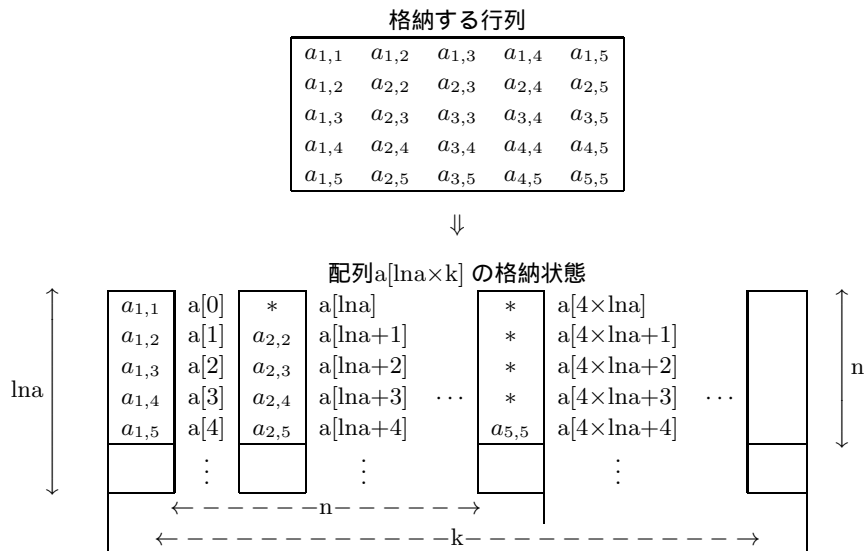 格納する行列
a1,1 a1,2 a1,3 a1,4 a1,5
a1,2 a2,2 a2,3 a2,4 a2,5
a1,3 a2,3 a3,3 a3,4 a3,5
a1,4 a2,4 a3,4 a4,4 a4,5
a1,5 a2,5 a3,5 a4,5 a5,5
⇓
配列a[lna×k] の格納状態
a1,1 a[0] * a[lna] * a[4×lna]
a1,2 a[1] a2,2 a[lna+1] * a[4×lna+1]
a1,3 a[2] a2,3 a[lna+2] * a[4×lna+2]
lna n
a1,4 a[3] a2,4 a[lna+3] ··· * a[4×lna+3] ···
a1,5 a[4] a2,5 a[lna+4] a5,5 a[4×lna+4]
⋮ ⋮ ⋮
n
k